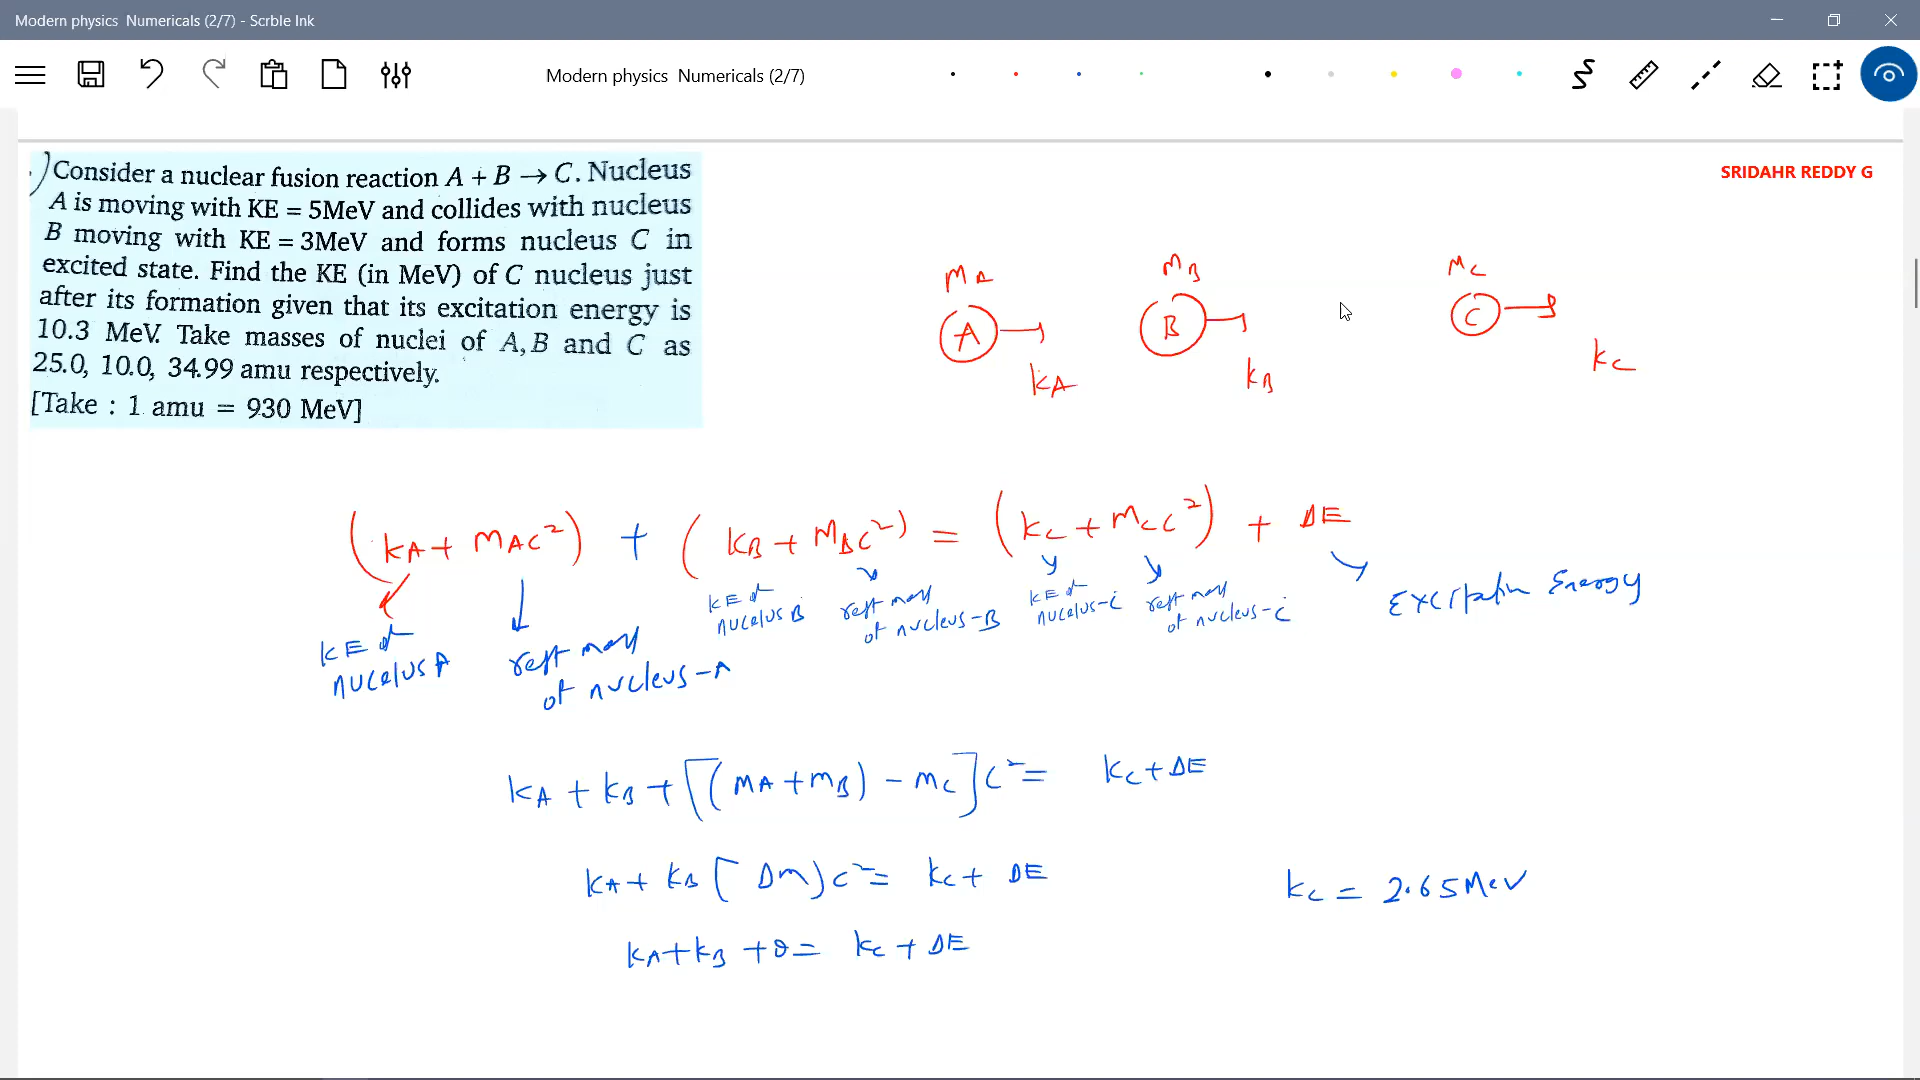 Modern physics Numericals (2/7) - Scrble Ink
Modern physics Numericals (2/7)
SRIDAHR REDDY G
Consider a nuclear fusion reaction A + B → C. Nucleus
A is moving with KE = 5MeV and collides with nucleus
B moving with KE = 3MeV and forms nucleus C in
excited state. Find the KE (in MeV) of C nucleus just
after its formation given that its excitation energy is
10.3 MeV. Take masses of nuclei of A, B and C as
25.0, 10.0, 34.99 amu respectively.
[Take : 1 amu = 930 MeV]
mA mB mC
A B C
kA kB kC
(kA + mAc²) + (kB + mBc²) = (kC + mCc²) + ΔE
KE of nucelus A
rest mass of nucleus-A
KE of nucelus B
rest mass of nucleus-B
KE of nucelus-C
rest mass of nucleus-C
Excitation Energy
kA + kB + [(mA + mB) - mC]c² = kC + ΔE
kA + kB [Δm)c² = kC + ΔE
kC = 2.65 MeV
kA + kB + Q = kC + ΔE